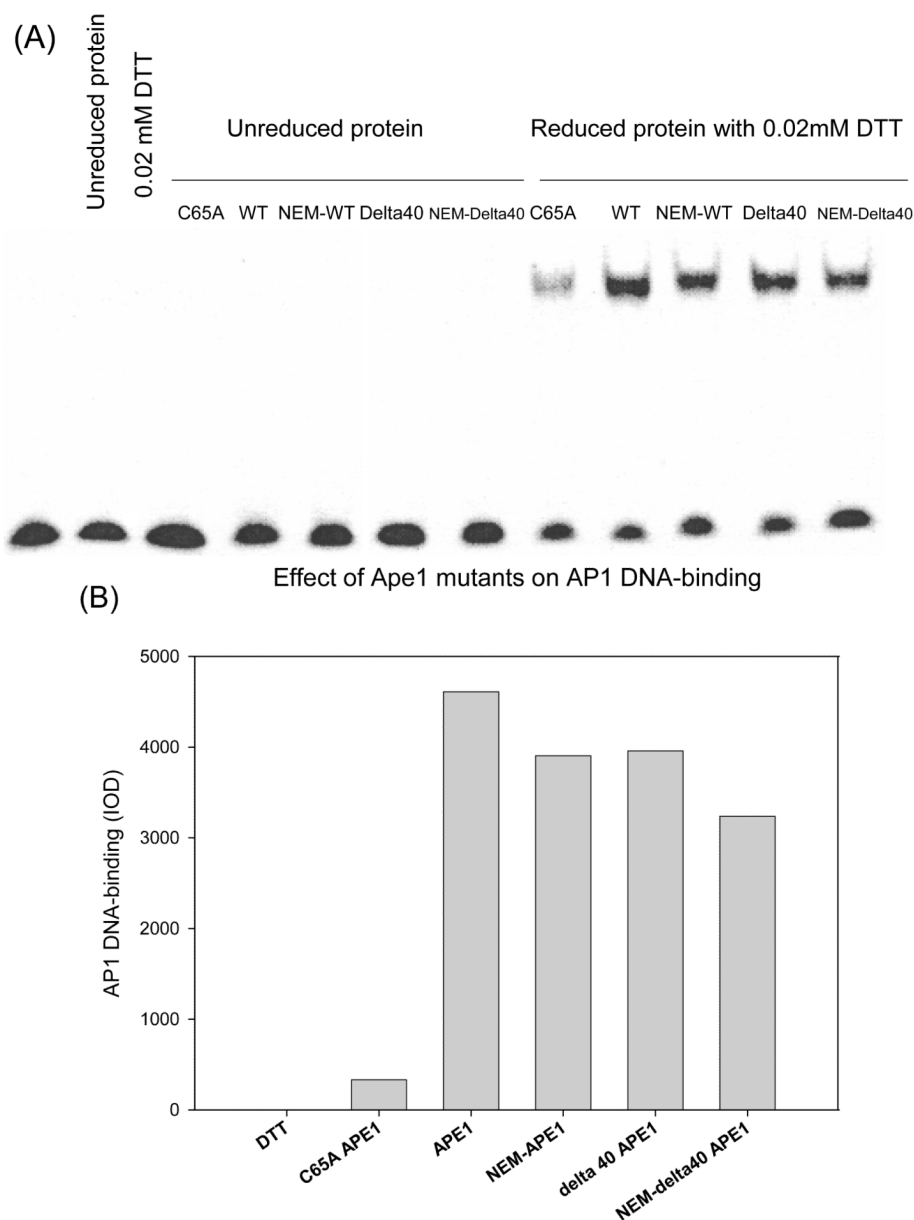 (A)
Unreduced protein
0.02 mM DTT
Unreduced protein
Reduced protein with 0.02mM DTT
C65A WT NEM-WT Delta40 NEM-Delta40 C65A WT NEM-WT Delta40 NEM-Delta40
Effect of Ape1 mutants on AP1 DNA-binding
(B)
AP1 DNA-binding (IOD)
5000
4000
3000
2000
1000
0
DTT
C65A APE1
APE1
NEM-APE1
delta 40 APE1
NEM-delta40 APE1